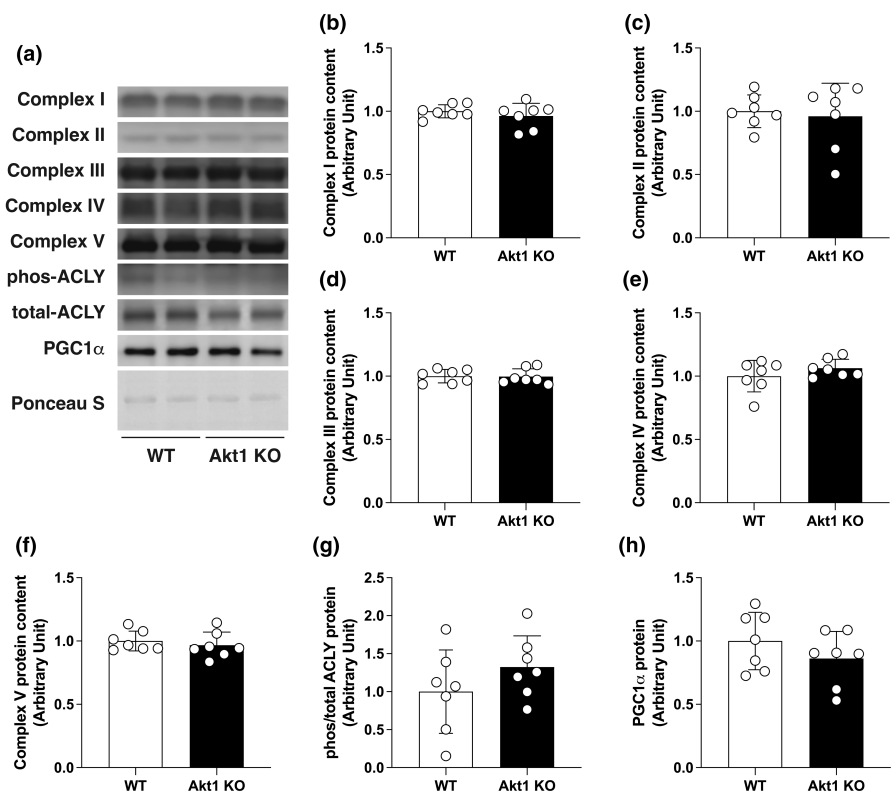 (a)
Complex I
Complex II
Complex III
Complex IV
Complex V
phos-ACLY
total-ACLY
PGC1α
Ponceau S
WT
Akt1 KO
(b)
Complex I protein content
(Arbitrary Unit)
1.5
1.0
0.5
0.0
WT
Akt1 KO
(c)
Complex II protein content
(Arbitrary Unit)
1.5
1.0
0.5
0.0
WT
Akt1 KO
(d)
Complex III protein content
(Arbitrary Unit)
1.5
1.0
0.5
0.0
WT
Akt1 KO
(e)
Complex IV protein content
(Arbitrary Unit)
1.5
1.0
0.5
0.0
WT
Akt1 KO
(f)
Complex V protein content
(Arbitrary Unit)
1.5
1.0
0.5
0.0
WT
Akt1 KO
(g)
phos/total ACLY protein
(Arbitrary Unit)
2.5
2.0
1.5
1.0
0.5
0.0
WT
Akt1 KO
(h)
PGC1α protein
(Arbitrary Unit)
1.5
1.0
0.5
0.0
WT
Akt1 KO